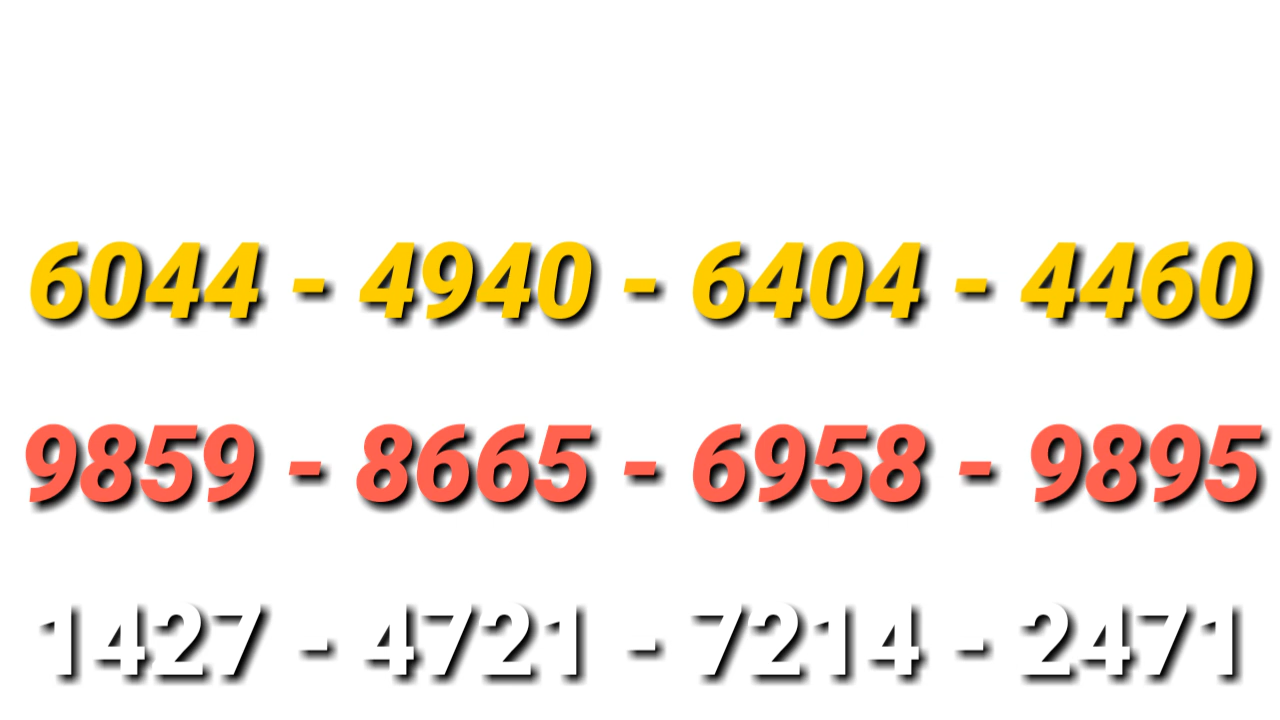 6044 - 4940 - 6404 - 4460
9859 - 8665 - 6958 - 9895
1427 - 4721 - 7214 - 2471